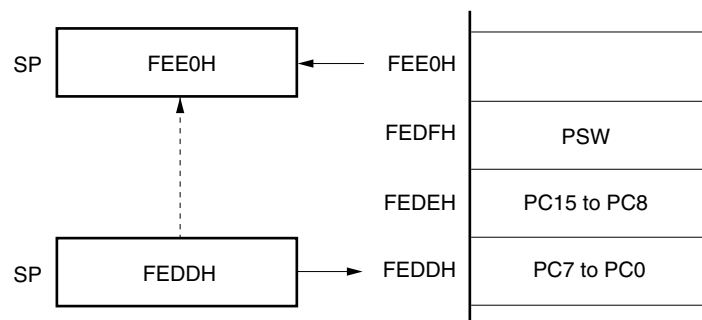 SP FEE0H FEE0H
FEDFH PSW
FEDEH PC15 to PC8
SP FEDDH FEDDH PC7 to PC0